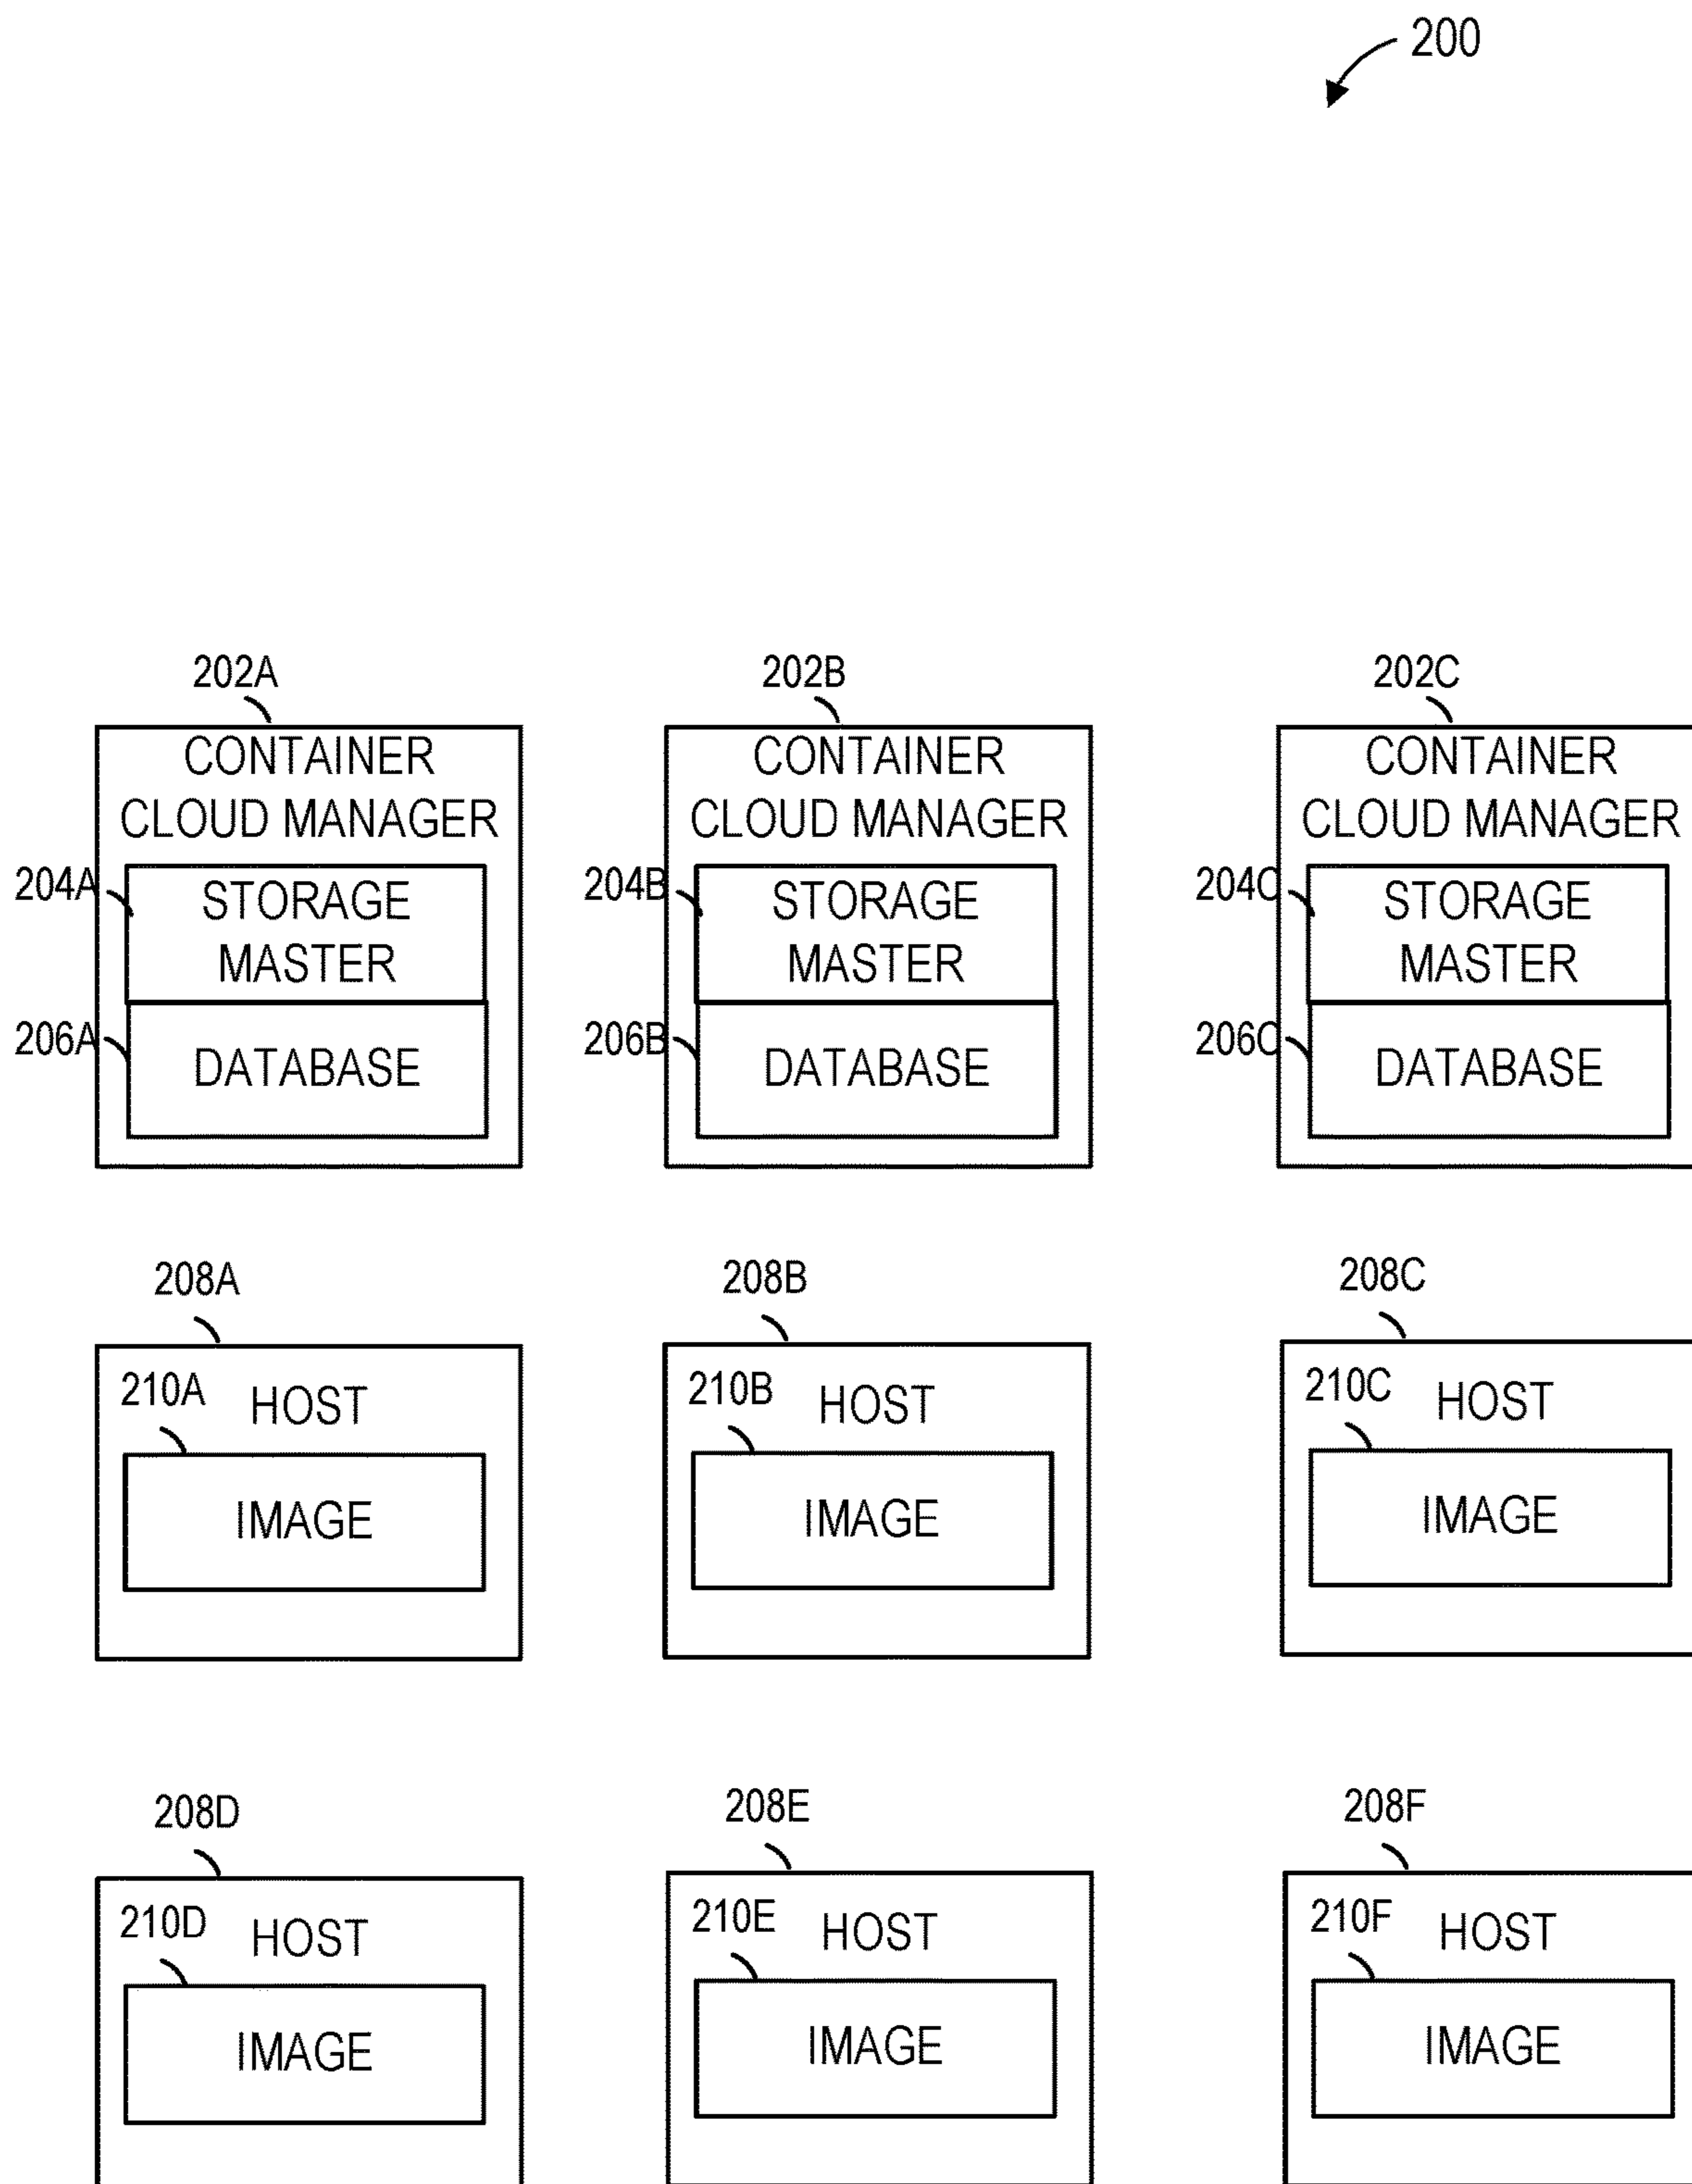 200
202A
202B
202C
CONTAINER
CLOUD MANAGER
CONTAINER
CLOUD MANAGER
CONTAINER
CLOUD MANAGER
204A
STORAGE
MASTER
204B
STORAGE
MASTER
204C
STORAGE
MASTER
206A
DATABASE
206B
DATABASE
206C
DATABASE
208A
208B
208C
210A
HOST
IMAGE
210B
HOST
IMAGE
210C
HOST
IMAGE
208D
208E
208F
210D
HOST
IMAGE
210E
HOST
IMAGE
210F
HOST
IMAGE